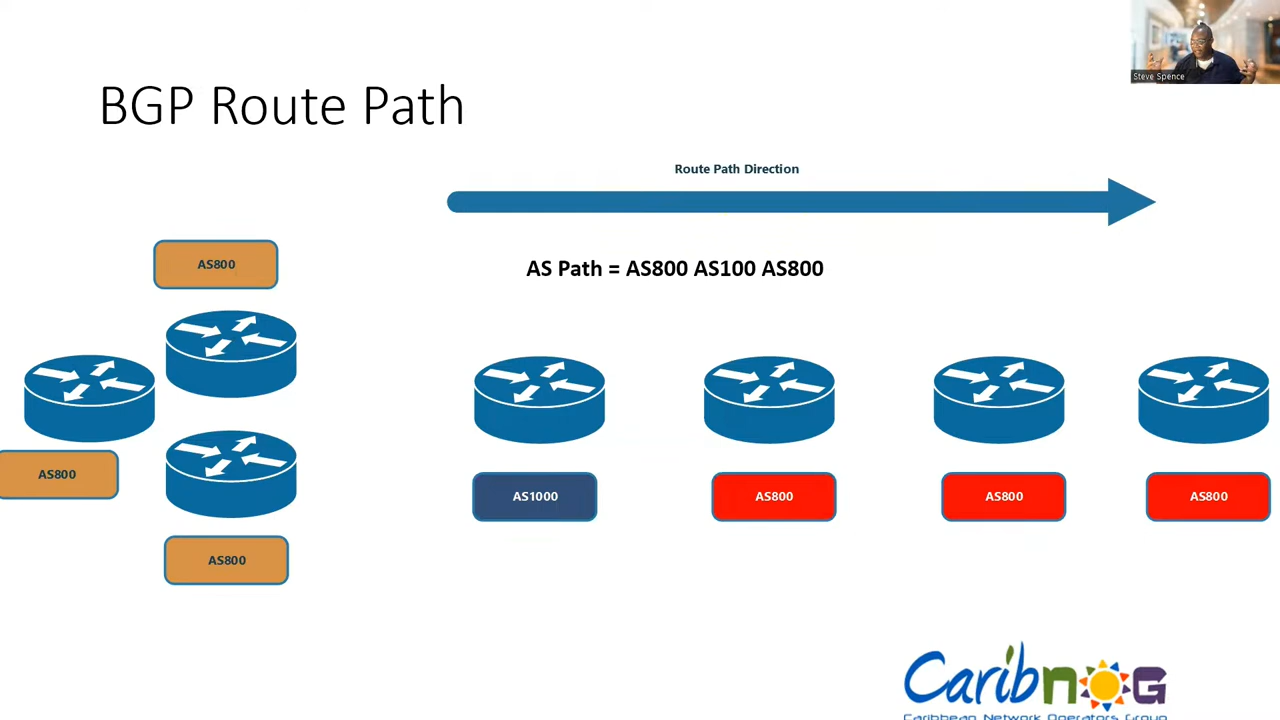 Steve Spence
BGP Route Path
Route Path Direction
AS800
AS Path = AS800 AS100 AS800
AS800
AS1000
AS800
AS800
AS800
AS800
CaribNOG
Caribbean Network Operators Group